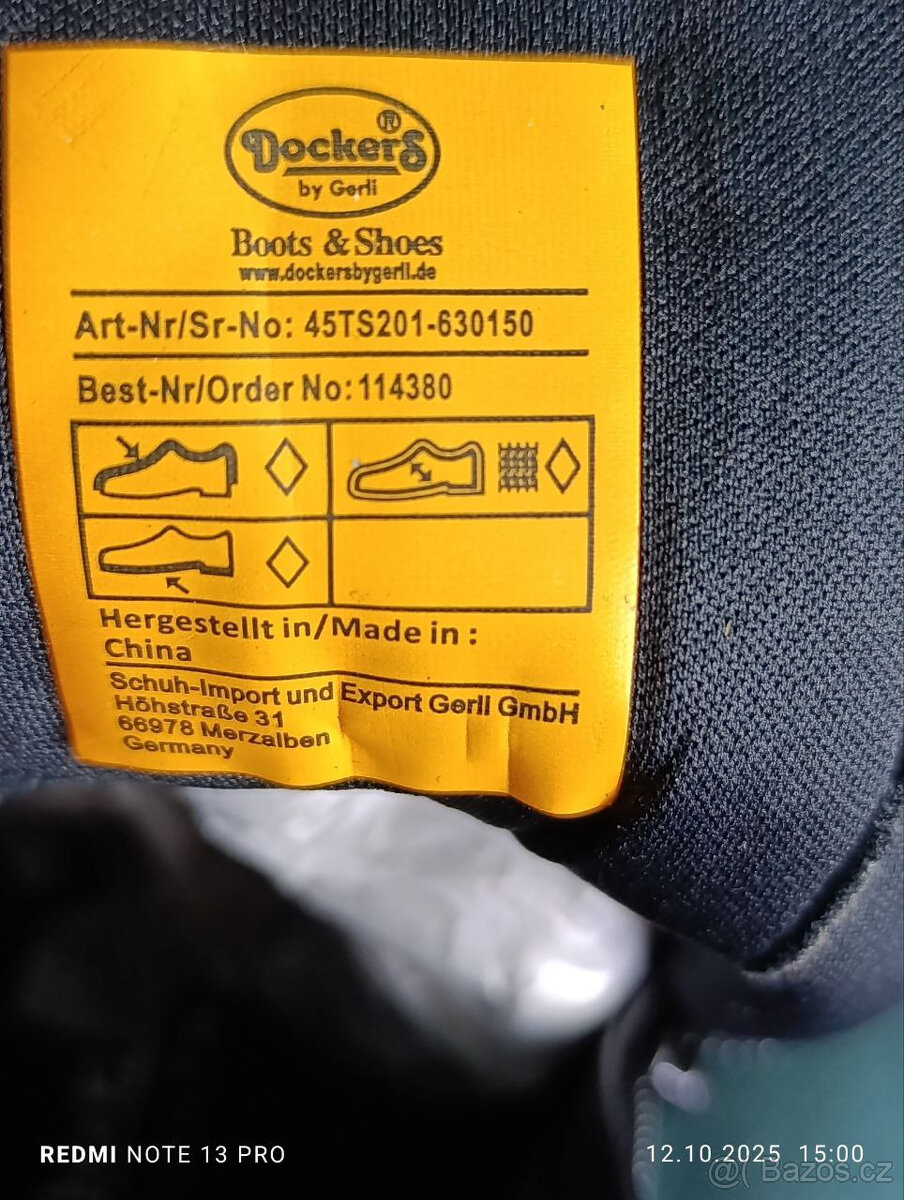 Dockers®
by Gerli
Boots & Shoes
www.dockersbygerli.de
Art-Nr/Sr-No: 45TS201-630150
Best-Nr/Order No:114380
Hergestellt in/Made in :
China
Schuh-Import und Export Gerli GmbH
Höhstraße 31
66978 Merzalben
Germany
REDMI NOTE 13 PRO
12.10.2025 15:00
Bazos.cz